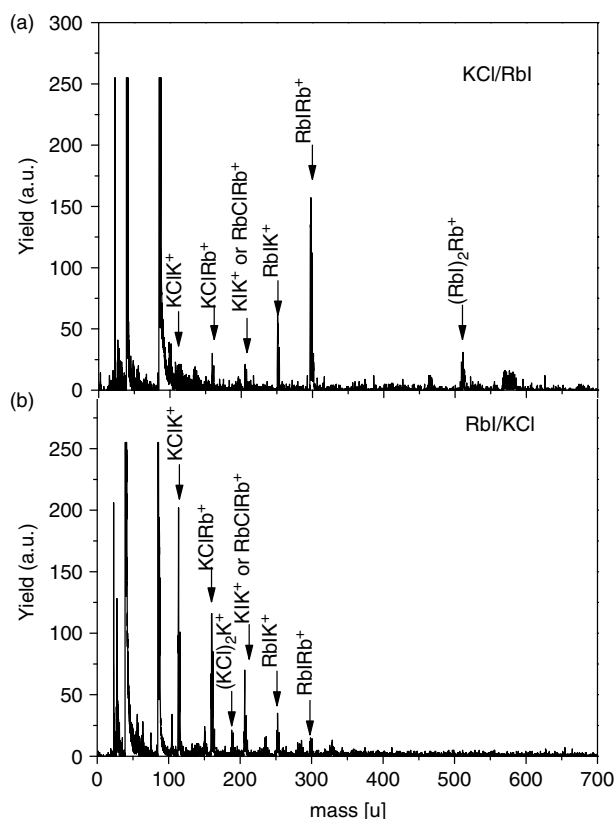 (a)
300
250
200
150
100
50
0
Yield (a.u.)
KCl/RbI
KClK⁺
KClRb⁺
KIK⁺ or RbClRb⁺
RbIK⁺
RbIRb⁺
(RbI)₂Rb⁺
(b)
250
200
150
100
50
0
Yield (a.u.)
RbI/KCl
KClK⁺
KClRb⁺
(KCl)₂K⁺
KIK⁺ or RbClRb⁺
RbIK⁺
RbIRb⁺
0 100 200 300 400 500 600 700
mass [u]